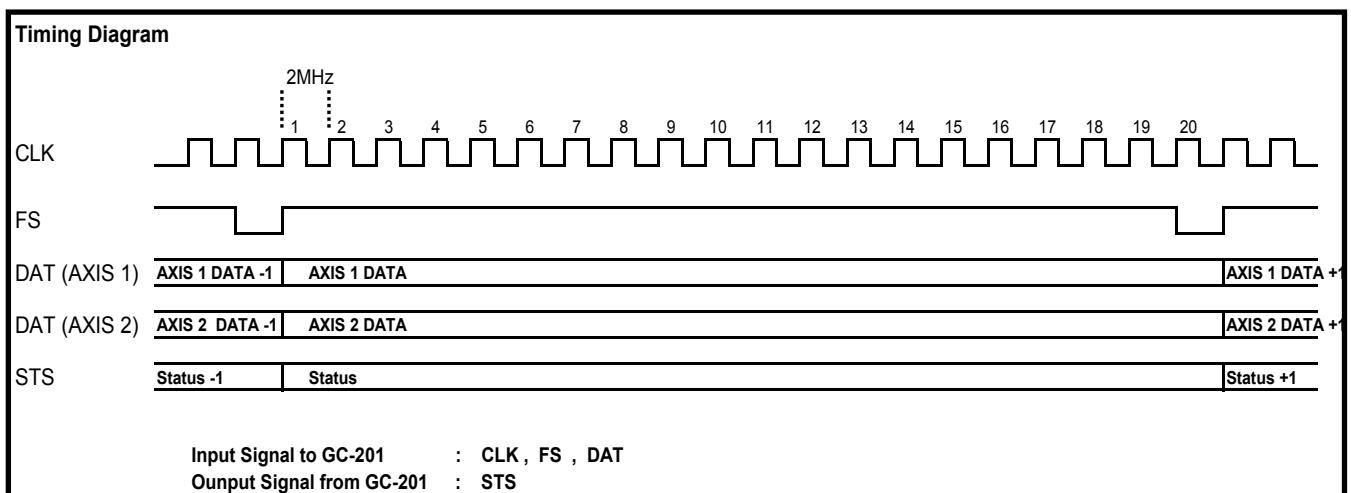 Timing Diagram
2MHz
1 2 3 4 5 6 7 8 9 10 11 12 13 14 15 16 17 18 19 20
CLK
FS
DAT (AXIS 1) AXIS 1 DATA -1 AXIS 1 DATA AXIS 1 DATA +1
DAT (AXIS 2) AXIS 2 DATA -1 AXIS 2 DATA AXIS 2 DATA +1
STS Status -1 Status Status +1
Input Signal to GC-201 : CLK , FS , DAT
Ounput Signal from GC-201 : STS